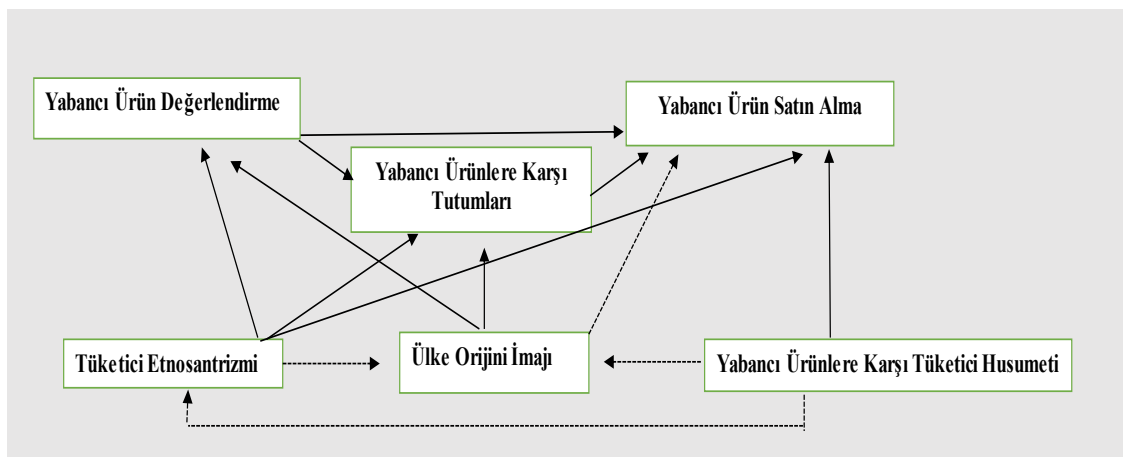 Yabancı Ürün Değerlendirme
Yabancı Ürün Satın Alma
Yabancı Ürünlere Karşı
Tutumları
Tüketici Etnosantrizmi
Ülke Orijini İmajı
Yabancı Ürünlere Karşı Tüketici Husumeti